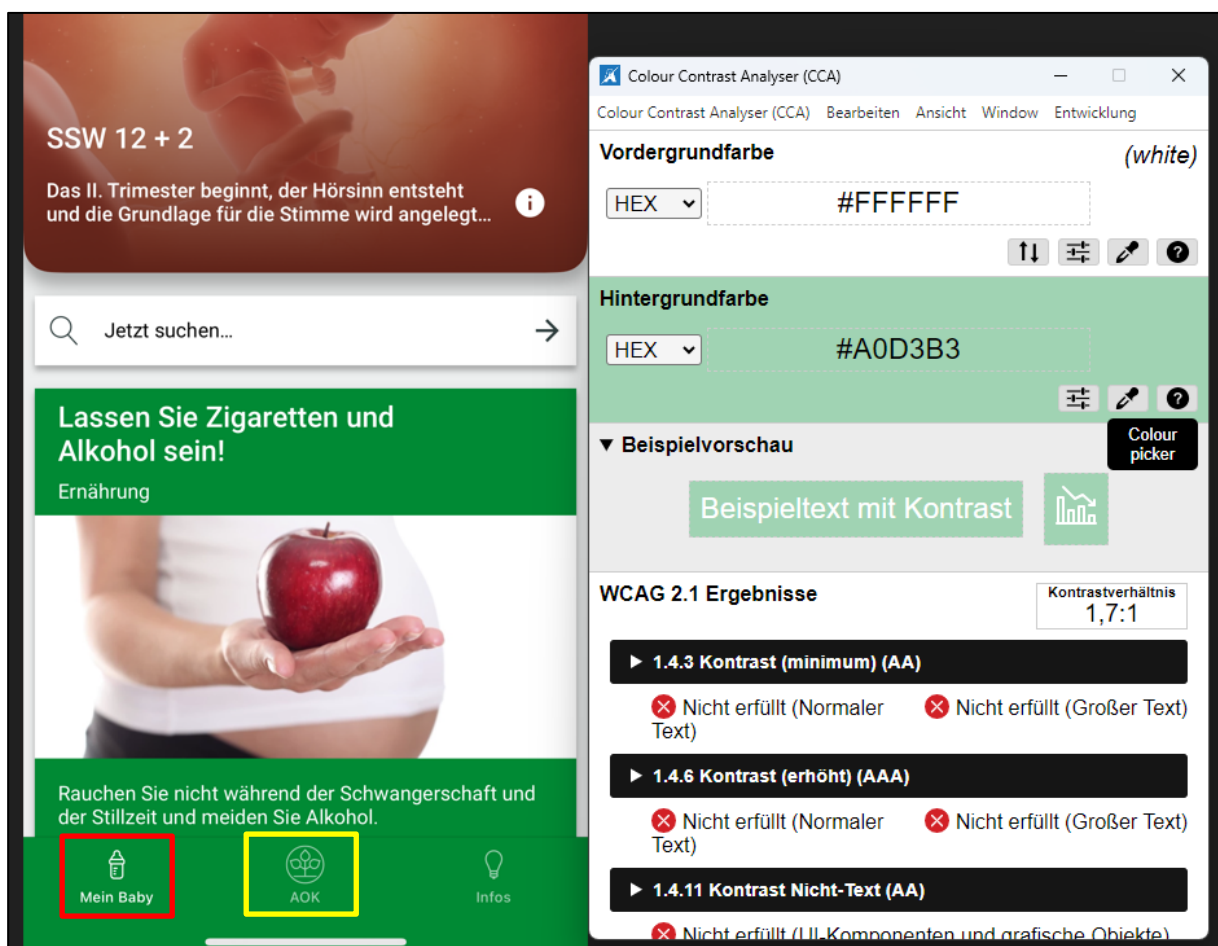 SSW 12 + 2
Das II. Trimester beginnt, der Hörsinn entsteht
und die Grundlage für die Stimme wird angelegt...
i
Jetzt suchen...
Lassen Sie Zigaretten und
Alkohol sein!
Ernährung
Rauchen Sie nicht während der Schwangerschaft und
der Stillzeit und meiden Sie Alkohol.
Mein Baby
AOK
Infos
Colour Contrast Analyser (CCA)
Colour Contrast Analyser (CCA) Bearbeiten Ansicht Window Entwicklung
Vordergrundfarbe (white)
HEX #FFFFFF
?
Hintergrundfarbe
HEX #A0D3B3
?
Colour
picker
Beispielvorschau
Beispieltext mit Kontrast
WCAG 2.1 Ergebnisse
Kontrastverhältnis
1,7:1
1.4.3 Kontrast (minimum) (AA)
Nicht erfüllt (Normaler
Text)
Nicht erfüllt (Großer Text)
1.4.6 Kontrast (erhöht) (AAA)
Nicht erfüllt (Normaler
Text)
Nicht erfüllt (Großer Text)
1.4.11 Kontrast Nicht-Text (AA)
Nicht erfüllt (UI-Komponenten und grafische Objekte)